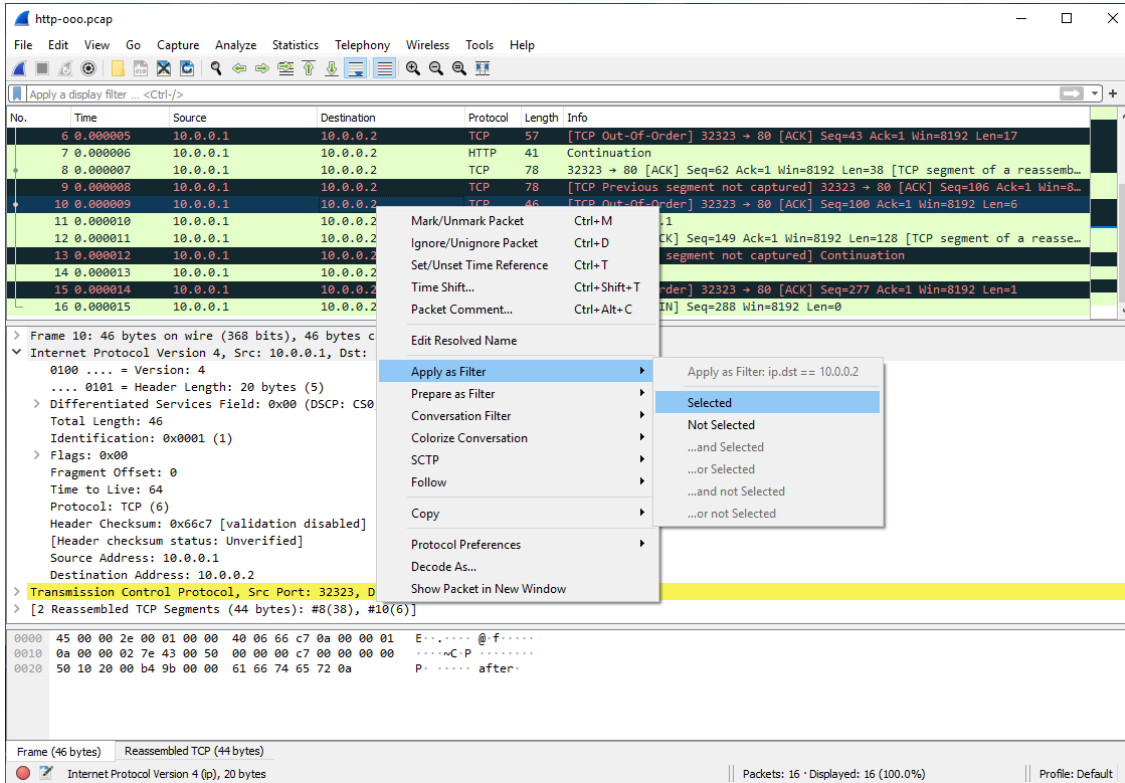 http-ooo.pcap
File Edit View Go Capture Analyze Statistics Telephony Wireless Tools Help
Apply a display filter ... <Ctrl-/>
No. Time Source Destination Protocol Length Info
6 0.000005 10.0.0.1 10.0.0.2 TCP 57 [TCP Out-Of-Order] 32323 → 80 [ACK] Seq=43 Ack=1 Win=8192 Len=17
7 0.000006 10.0.0.1 10.0.0.2 HTTP 41 Continuation
8 0.000007 10.0.0.1 10.0.0.2 TCP 78 32323 → 80 [ACK] Seq=62 Ack=1 Win=8192 Len=38 [TCP segment of a reassemb…
9 0.000008 10.0.0.1 10.0.0.2 TCP 78 [TCP Previous segment not captured] 32323 → 80 [ACK] Seq=106 Ack=1 Win=8…
10 0.000009 10.0.0.1 10.0.0.2 TCP 46 [TCP Out-Of-Order] 32323 → 80 [ACK] Seq=100 Ack=1 Win=8192 Len=6
11 0.000010 10.0.0.1 10.0.0.2 .1
12 0.000011 10.0.0.1 10.0.0.2 CK] Seq=149 Ack=1 Win=8192 Len=128 [TCP segment of a reasse…
13 0.000012 10.0.0.1 10.0.0.2 segment not captured] Continuation
14 0.000013 10.0.0.1 10.0.0.2
15 0.000014 10.0.0.1 10.0.0.2 rder] 32323 → 80 [ACK] Seq=277 Ack=1 Win=8192 Len=1
16 0.000015 10.0.0.1 10.0.0.2 IN] Seq=288 Win=8192 Len=0
Mark/Unmark Packet Ctrl+M
Ignore/Unignore Packet Ctrl+D
Set/Unset Time Reference Ctrl+T
Time Shift... Ctrl+Shift+T
Packet Comment... Ctrl+Alt+C
Edit Resolved Name
Apply as Filter
Prepare as Filter
Conversation Filter
Colorize Conversation
SCTP
Follow
Copy
Protocol Preferences
Decode As...
Show Packet in New Window
Apply as Filter: ip.dst == 10.0.0.2
Selected
Not Selected
...and Selected
...or Selected
...and not Selected
...or not Selected
Frame 10: 46 bytes on wire (368 bits), 46 bytes c
Internet Protocol Version 4, Src: 10.0.0.1, Dst:
0100 .... = Version: 4
.... 0101 = Header Length: 20 bytes (5)
Differentiated Services Field: 0x00 (DSCP: CS0
Total Length: 46
Identification: 0x0001 (1)
Flags: 0x00
Fragment Offset: 0
Time to Live: 64
Protocol: TCP (6)
Header Checksum: 0x66c7 [validation disabled]
[Header checksum status: Unverified]
Source Address: 10.0.0.1
Destination Address: 10.0.0.2
Transmission Control Protocol, Src Port: 32323, D
[2 Reassembled TCP Segments (44 bytes): #8(38), #10(6)]
0000 45 00 00 2e 00 01 00 00 40 06 66 c7 0a 00 00 01 E··.···· @·f·····
0010 0a 00 00 02 7e 43 00 50 00 00 00 c7 00 00 00 00 ····~C·P ········
0020 50 10 20 00 b4 9b 00 00 61 66 74 65 72 0a P· ····· after·
Frame (46 bytes) Reassembled TCP (44 bytes)
Internet Protocol Version 4 (ip), 20 bytes Packets: 16 · Displayed: 16 (100.0%) Profile: Default